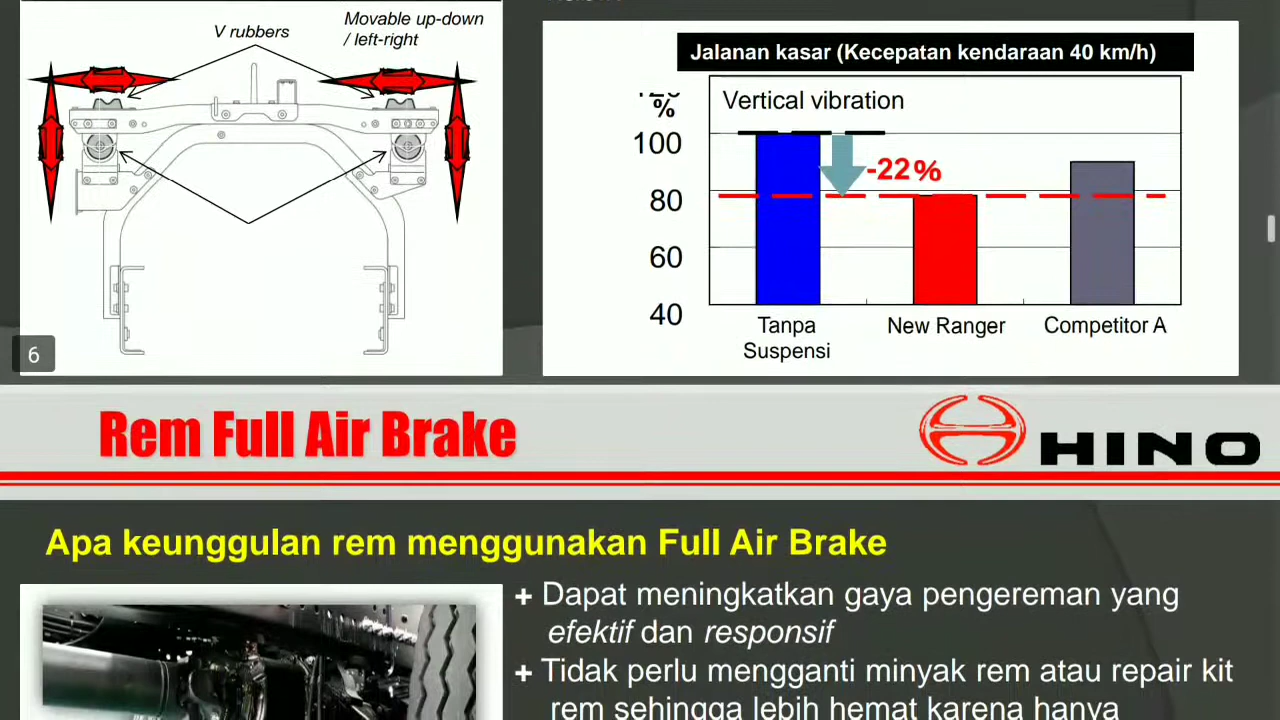 V rubbers
Movable up-down
/ left-right
6
Jalanan kasar (Kecepatan kendaraan 40 km/h)
%
Vertical vibration
100
80
60
40
-22%
Tanpa
Suspensi
New Ranger
Competitor A
Rem Full Air Brake
HINO
Apa keunggulan rem menggunakan Full Air Brake
+ Dapat meningkatkan gaya pengereman yang
efektif dan responsif
+ Tidak perlu mengganti minyak rem atau repair kit
rem sehingga lebih hemat karena hanya